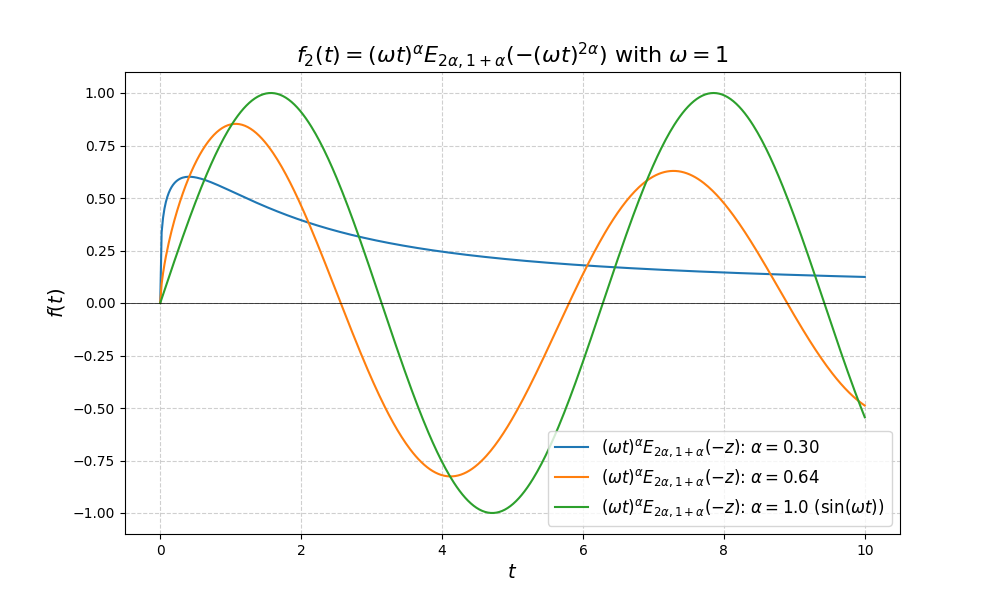 f₂(t) = (ωt)^α E_{2α, 1+α}(−(ωt)^{2α}) with ω = 1
1.00
0.75
0.50
0.25
0.00
−0.25
−0.50
−0.75
−1.00
f(t)
(ωt)^α E_{2α, 1+α}(−z): α = 0.30
(ωt)^α E_{2α, 1+α}(−z): α = 0.64
(ωt)^α E_{2α, 1+α}(−z): α = 1.0 (sin(ωt))
0 2 4 6 8 10
t